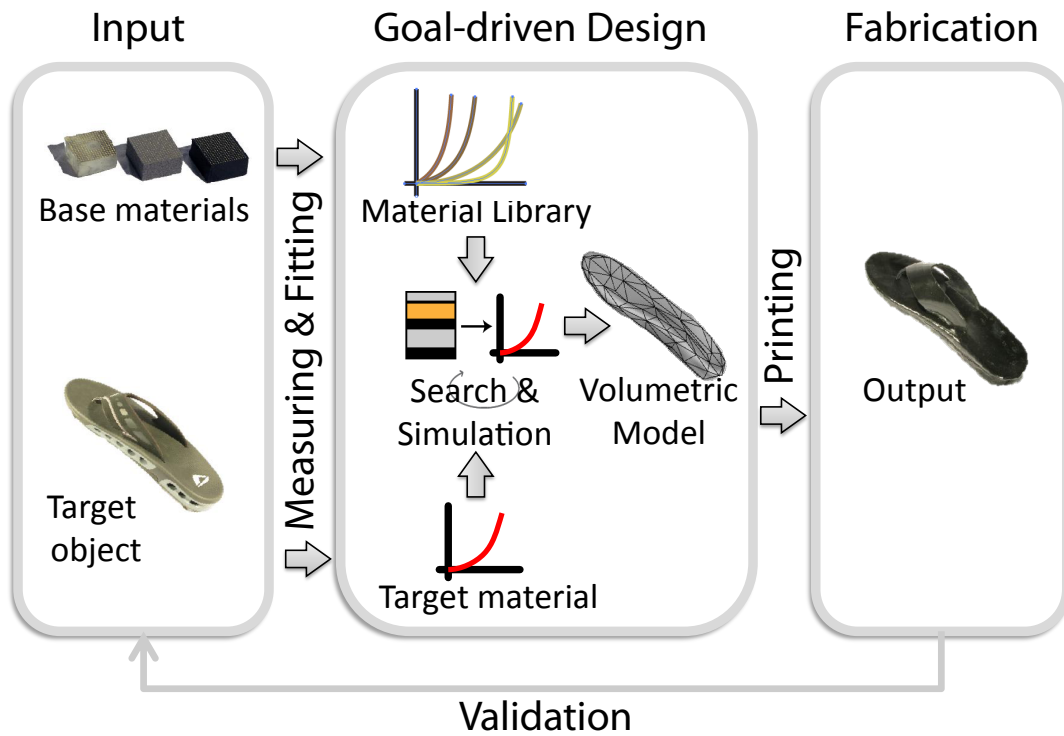 Input
Goal-driven Design
Fabrication
Base materials
Target
object
Measuring & Fitting
Material Library
Search &
Simulation
Volumetric
Model
Target material
Printing
Output
Validation